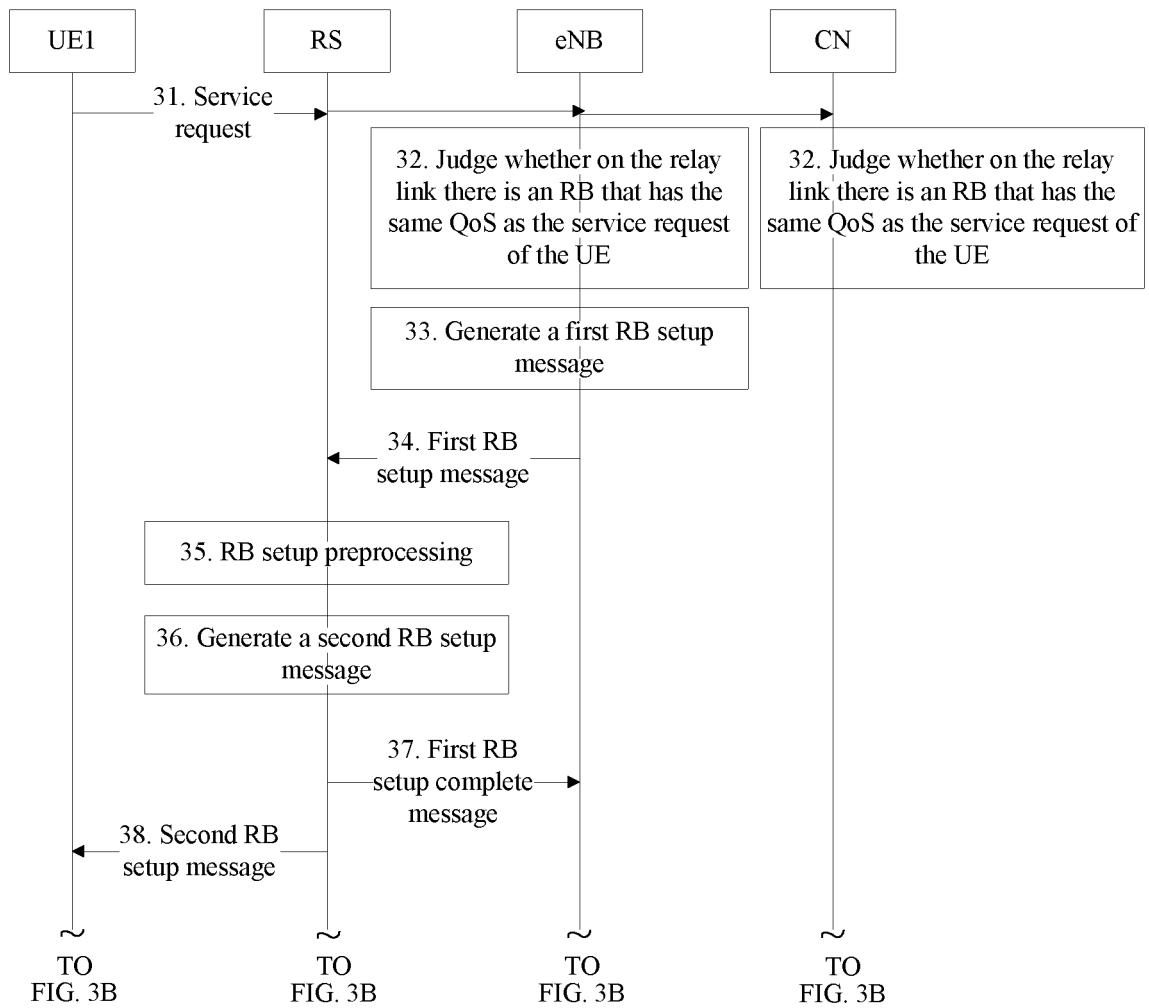 UE1
RS
eNB
CN
31. Service
request
32. Judge whether on the relay
link there is an RB that has the
same QoS as the service request
of the UE
32. Judge whether on the relay
link there is an RB that has the
same QoS as the service request of
the UE
33. Generate a first RB setup
message
34. First RB
setup message
35. RB setup preprocessing
36. Generate a second RB setup
message
37. First RB
setup complete
message
38. Second RB
setup message
TO
FIG. 3B
TO
FIG. 3B
TO
FIG. 3B
TO
FIG. 3B